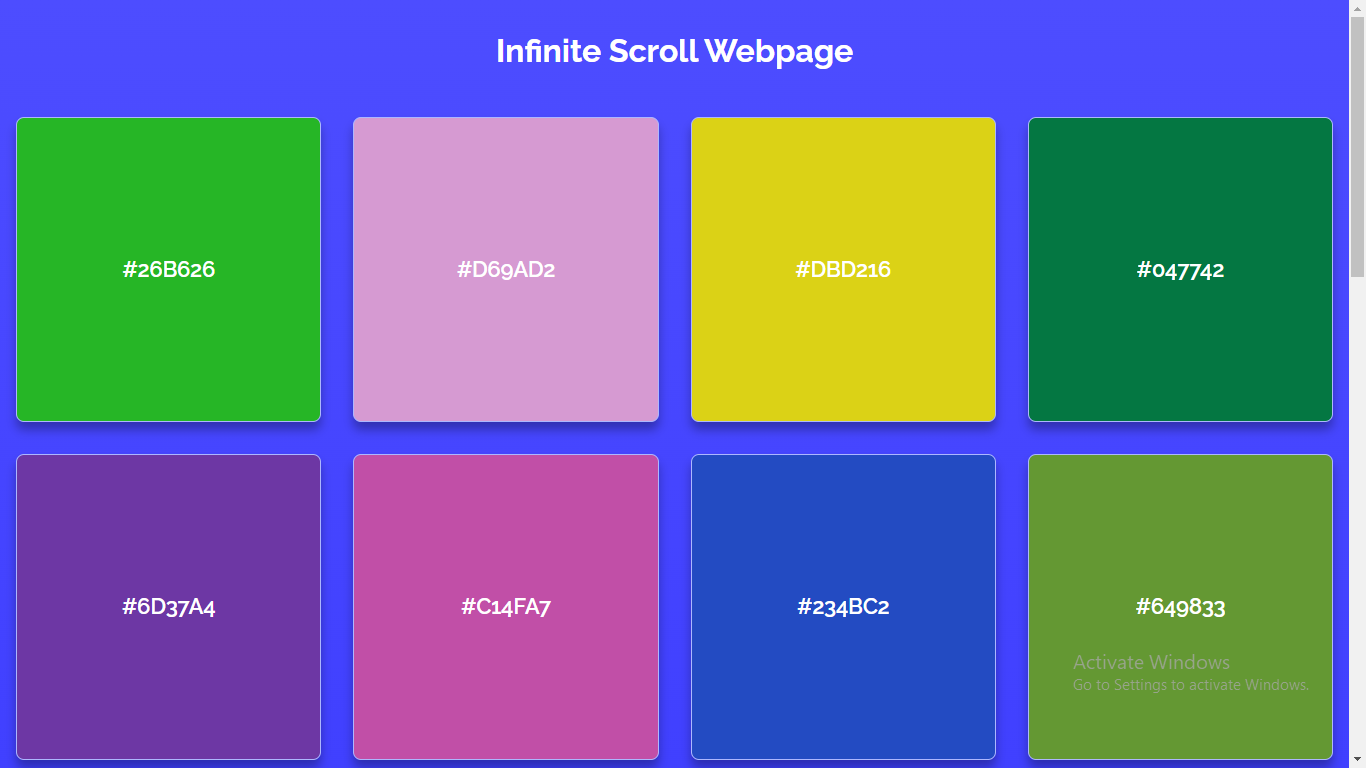 Infinite Scroll Webpage
#26B626
#D69AD2
#DBD216
#047742
#6D37A4
#C14FA7
#234BC2
#649833
Activate Windows
Go to Settings to activate Windows.